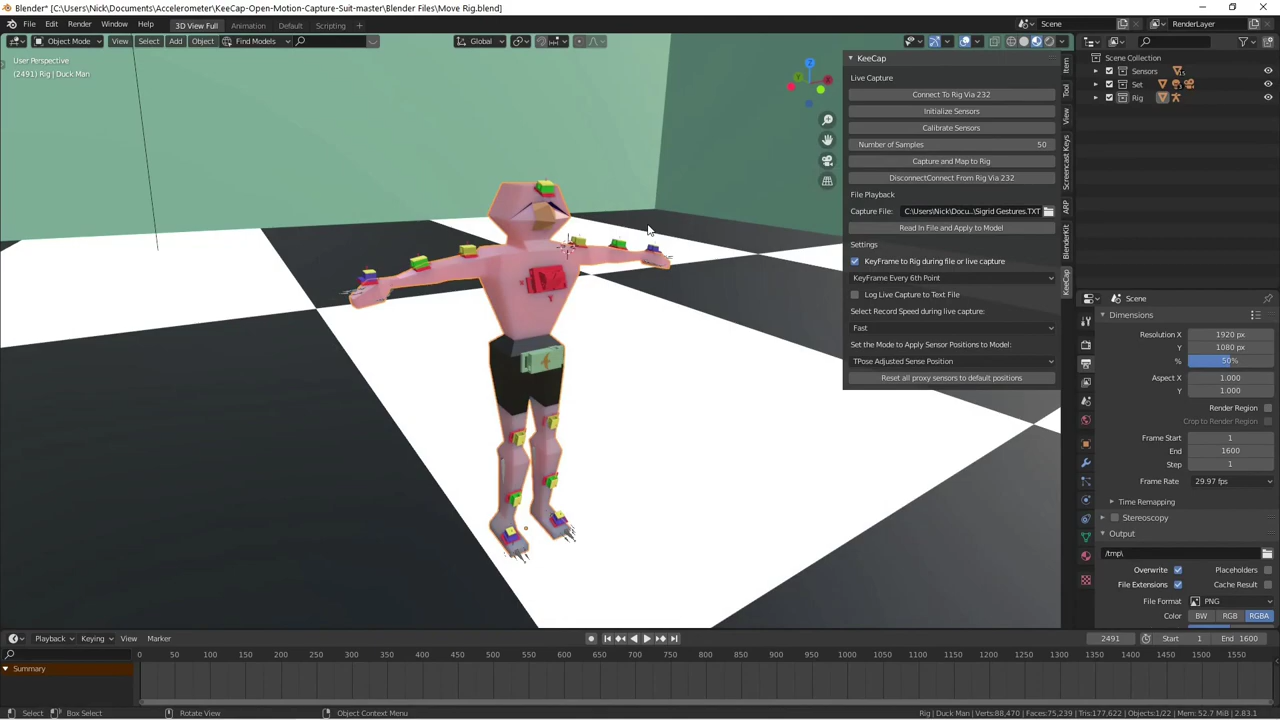 Blender* [C:\Users\Nick\Documents\Accelerometer\KeeCap-Open-Motion-Capture-Suit-master\Blender Files\Move Rig.blend]
File Edit Render Window Help 3D View Full Animation Default Scripting Scene RenderLayer
Object Mode View Select Add Object Find Models Global
User Perspective
(2491) Rig | Duck Man
Z
Y
X
KeeCap
Live Capture
Connect To Rig Via 232
Initialize Sensors
Calibrate Sensors
Number of Samples 50
Capture and Map to Rig
DisconnectConnect From Rig Via 232
File Playback
Capture File: C:\Users\Nick\Docu...\Sigrid Gestures.TXT
Read In File and Apply to Model
Settings
KeyFrame to Rig during file or live capture
KeyFrame Every 6th Point
Log Live Capture to Text File
Select Record Speed during live capture:
Fast
Set the Mode to Apply Sensor Positions to Model:
TPose Adjusted Sense Position
Reset all proxy sensors to default positions
Item
Tool
View
Screencast Keys
ARP
BlenderKit
KeeCap
Scene Collection
Sensors
Set
Rig
Scene
Dimensions
Resolution X 1920 px
Y 1080 px
% 50%
Aspect X 1.000
Y 1.000
Render Region
Crop to Render Region
Frame Start 1
End 1600
Step 1
Frame Rate 29.97 fps
Time Remapping
Stereoscopy
Output
/tmp\
Overwrite Placeholders
File Extensions Cache Result
File Format PNG
Color BW RGB RGBA
Playback Keying View Marker 2491 Start 1 End 1600
0 50 100 150 200 250 300 350 400 450 500 550 600 650 700 750 800 850 900 950 1000 1050 1100 1150 1200 1250 1300 1350 1400 1450 1500 1550
Summary
Select Box Select Rotate View Object Context Menu Rig | Duck Man | Verts:88,470 | Faces:75,239 | Tris:177,622 | Objects:1/22 | Mem: 52.7 MiB | 2.83.1